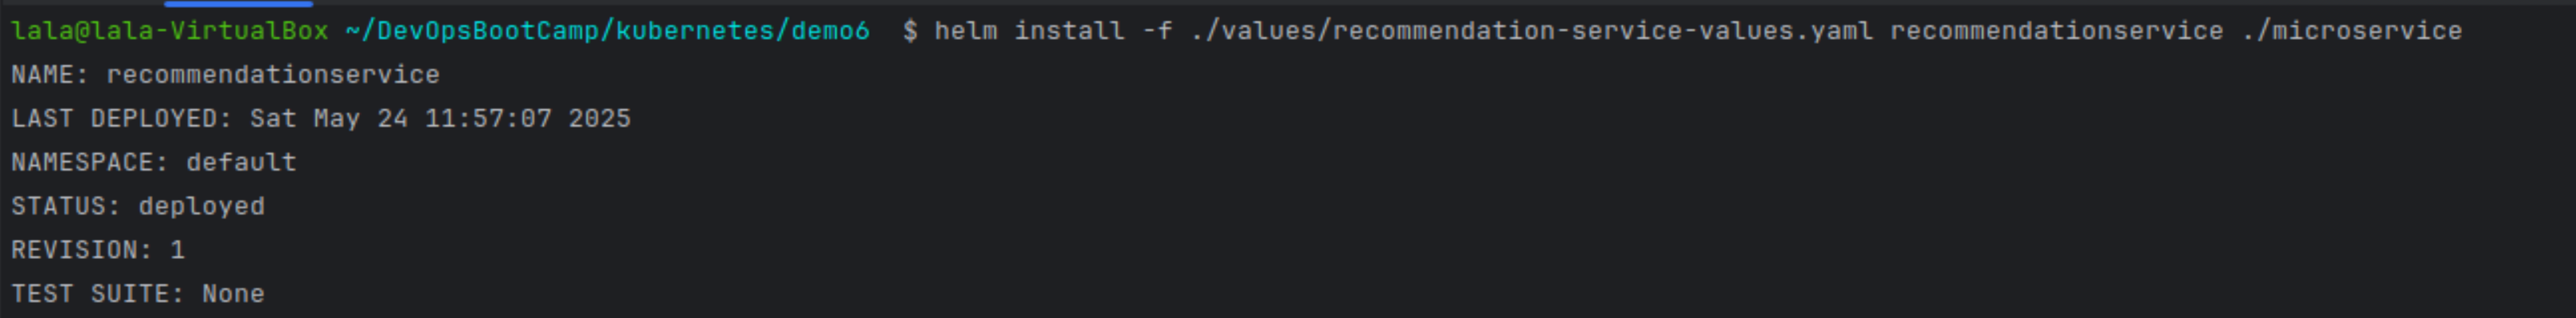 lala@lala-VirtualBox ~/DevOpsBootCamp/kubernetes/demo6  $ helm install -f ./values/recommendation-service-values.yaml recommendationservice ./microservice
NAME: recommendationservice
LAST DEPLOYED: Sat May 24 11:57:07 2025
NAMESPACE: default
STATUS: deployed
REVISION: 1
TEST SUITE: None